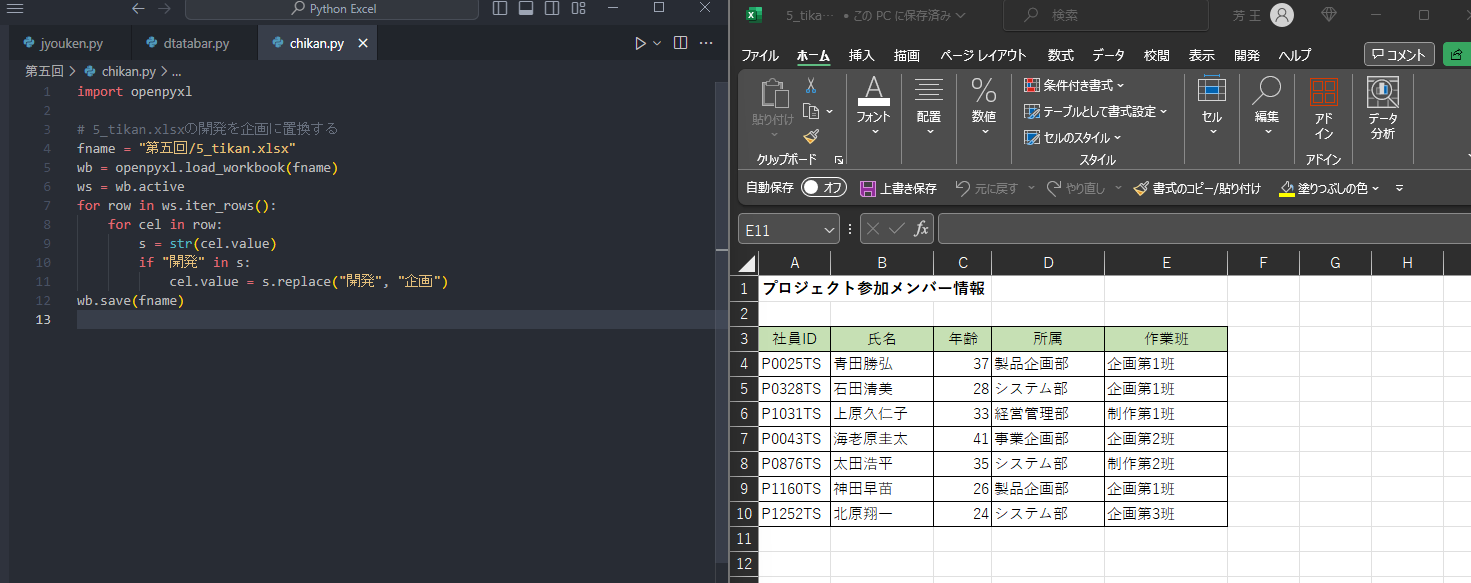 Python Excel
jyouken.py
dtatabar.py
chikan.py
第五回 > chikan.py > ...
1 import openpyxl
2
3 # 5_tikan.xlsxの開発を企画に置換する
4 fname = "第五回/5_tikan.xlsx"
5 wb = openpyxl.load_workbook(fname)
6 ws = wb.active
7 for row in ws.iter_rows():
8 for cel in row:
9 s = str(cel.value)
10 if "開発" in s:
11 cel.value = s.replace("開発", "企画")
12 wb.save(fname)
13
5_tika… • この PC に保存済み
検索
芳 王
ファイル ホーム 挿入 描画 ページ レイアウト 数式 データ 校閲 表示 開発 ヘルプ
コメント
貼り付け
クリップボード
フォント
配置
数値
条件付き書式
テーブルとして書式設定
セルのスタイル
スタイル
セル
編集
アド
イン
アドイン
データ
分析
自動保存 オフ 上書き保存 元に戻す やり直し 書式のコピー/貼り付け 塗りつぶしの色
E11 fx
A B C D E F G H
1 プロジェクト参加メンバー情報
2
3 社員ID 氏名 年齢 所属 作業班
4 P0025TS 青田勝弘 37 製品企画部 企画第1班
5 P0328TS 石田清美 28 システム部 企画第1班
6 P1031TS 上原久仁子 33 経営管理部 制作第1班
7 P0043TS 海老原圭太 41 事業企画部 企画第2班
8 P0876TS 太田浩平 35 システム部 制作第2班
9 P1160TS 神田早苗 26 製品企画部 企画第1班
10 P1252TS 北原翔一 24 システム部 企画第3班
11
12